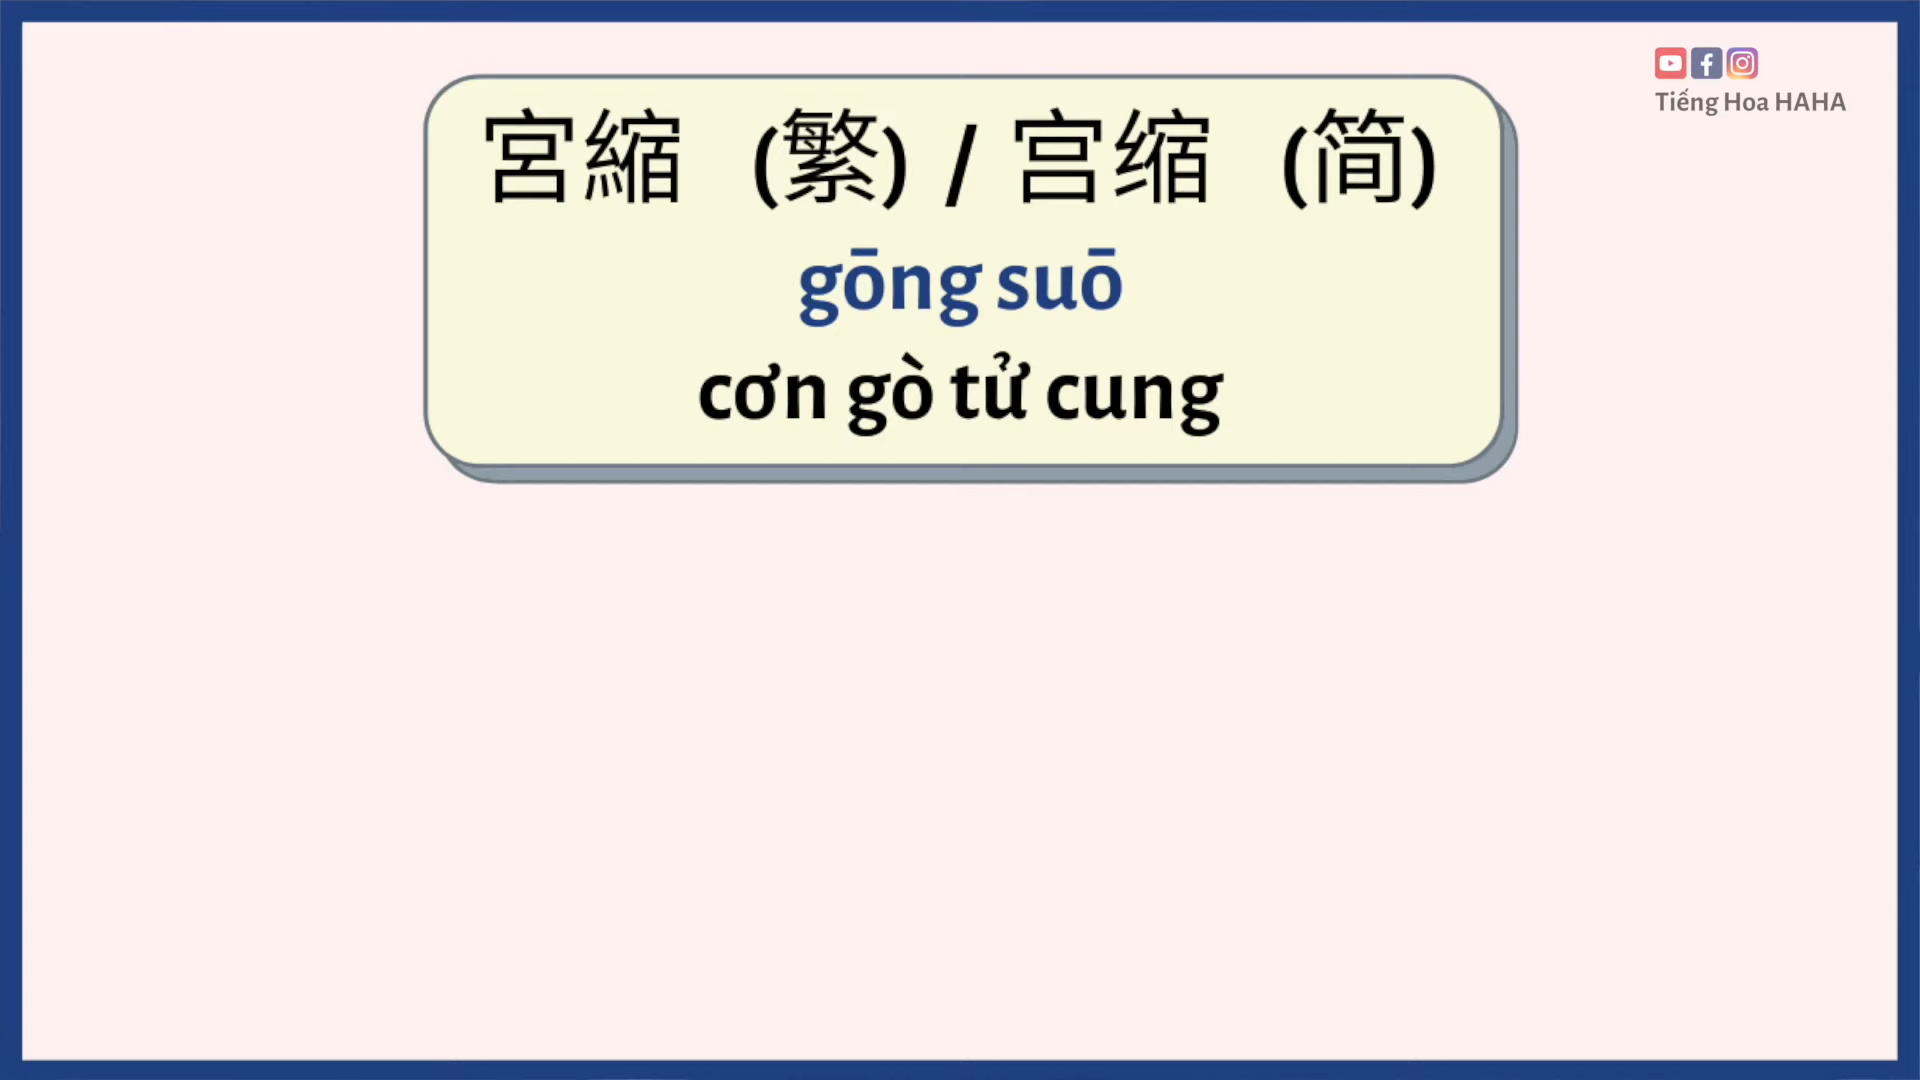 Tiếng Hoa HAHA
宮縮 (繁) / 宫缩 (简)
gōng suō
cơn gò tử cung